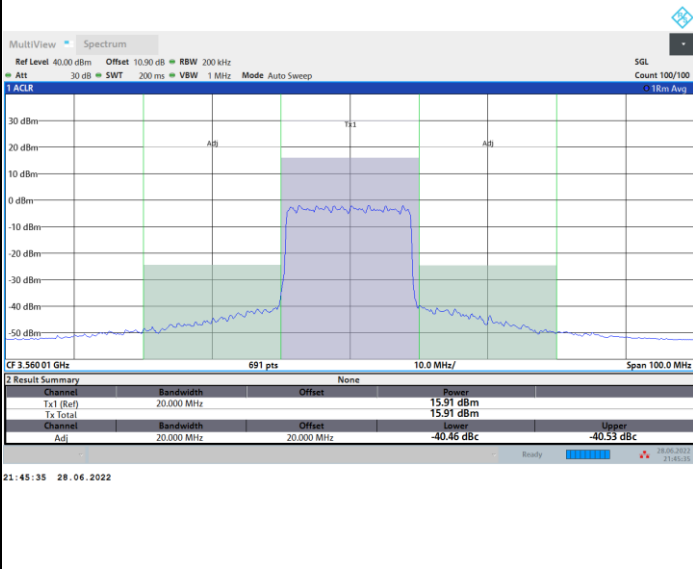 MultiView Spectrum
Ref Level 40.00 dBm Offset 10.90 dB RBW 200 kHz SGL
Att 30 dB SWT 200 ms VBW 1 MHz Mode Auto Sweep Count 100/100
1 ACLR 1Rm Avg
30 dBm
Tx1
20 dBm
Adj Adj
10 dBm
0 dBm
-10 dBm
-20 dBm
-30 dBm
-40 dBm
-50 dBm
CF 3.56001 GHz 691 pts 10.0 MHz/ Span 100.0 MHz
2 Result Summary None
Channel Bandwidth Offset Power
Tx1 (Ref) 20.000 MHz 15.91 dBm
Tx Total 15.91 dBm
Channel Bandwidth Offset Lower Upper
Adj 20.000 MHz 20.000 MHz -40.46 dBc -40.53 dBc
Ready 28.06.2022
21:45:35
21:45:35 28.06.2022